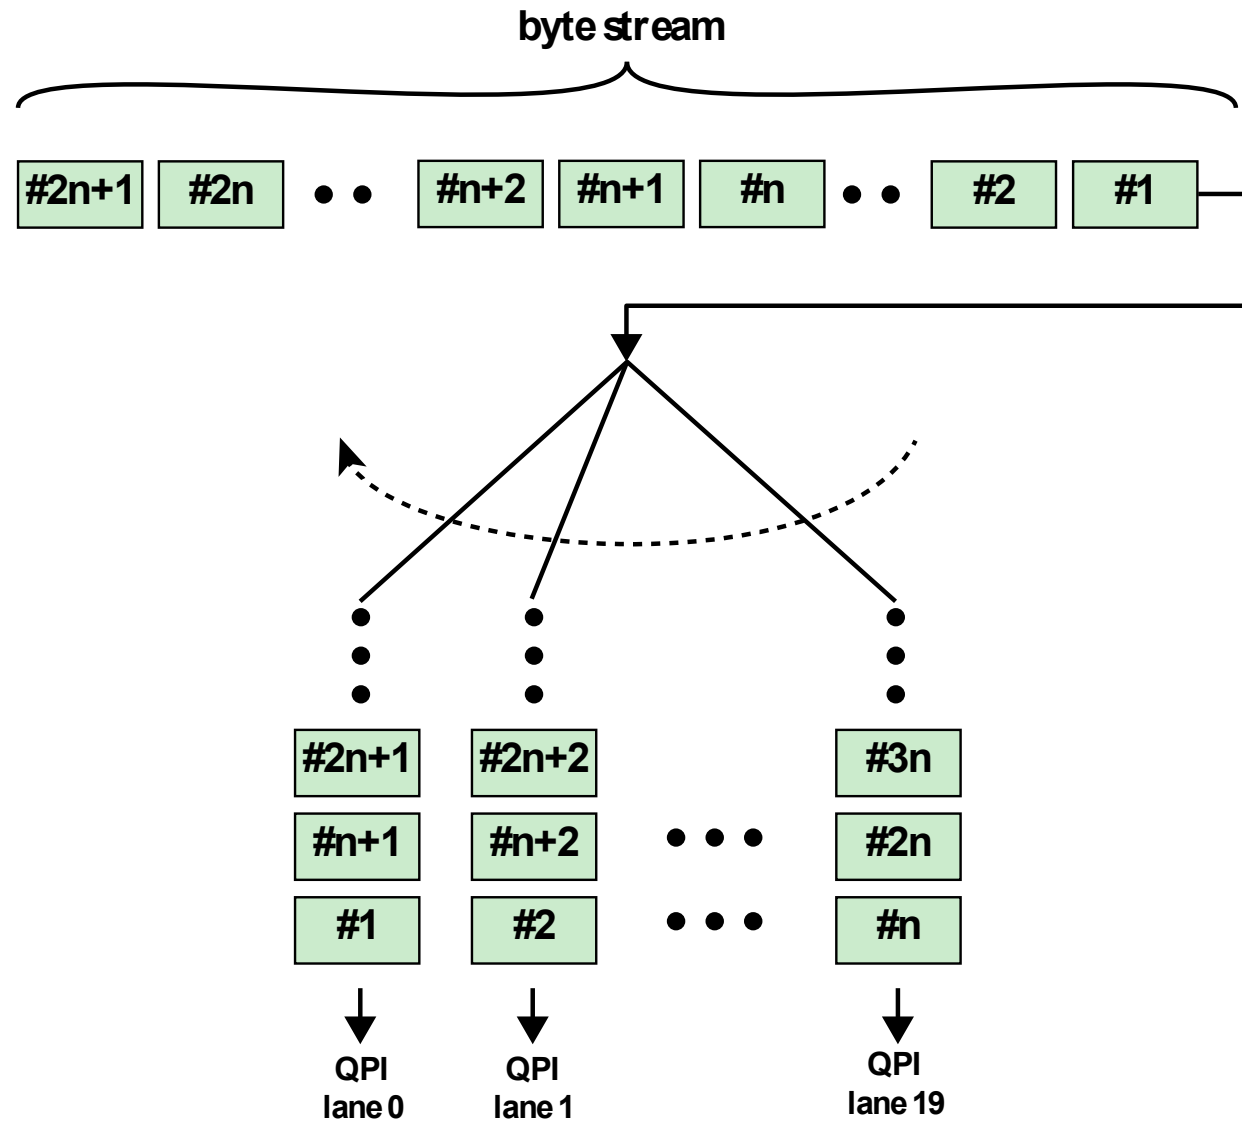 byte stream
#2n+1 #2n #n+2 #n+1 #n #2 #1
#2n+1 #2n+2 #3n
#n+1 #n+2 #2n
#1 #2 #n
QPI QPI QPI
lane 0 lane 1 lane 19